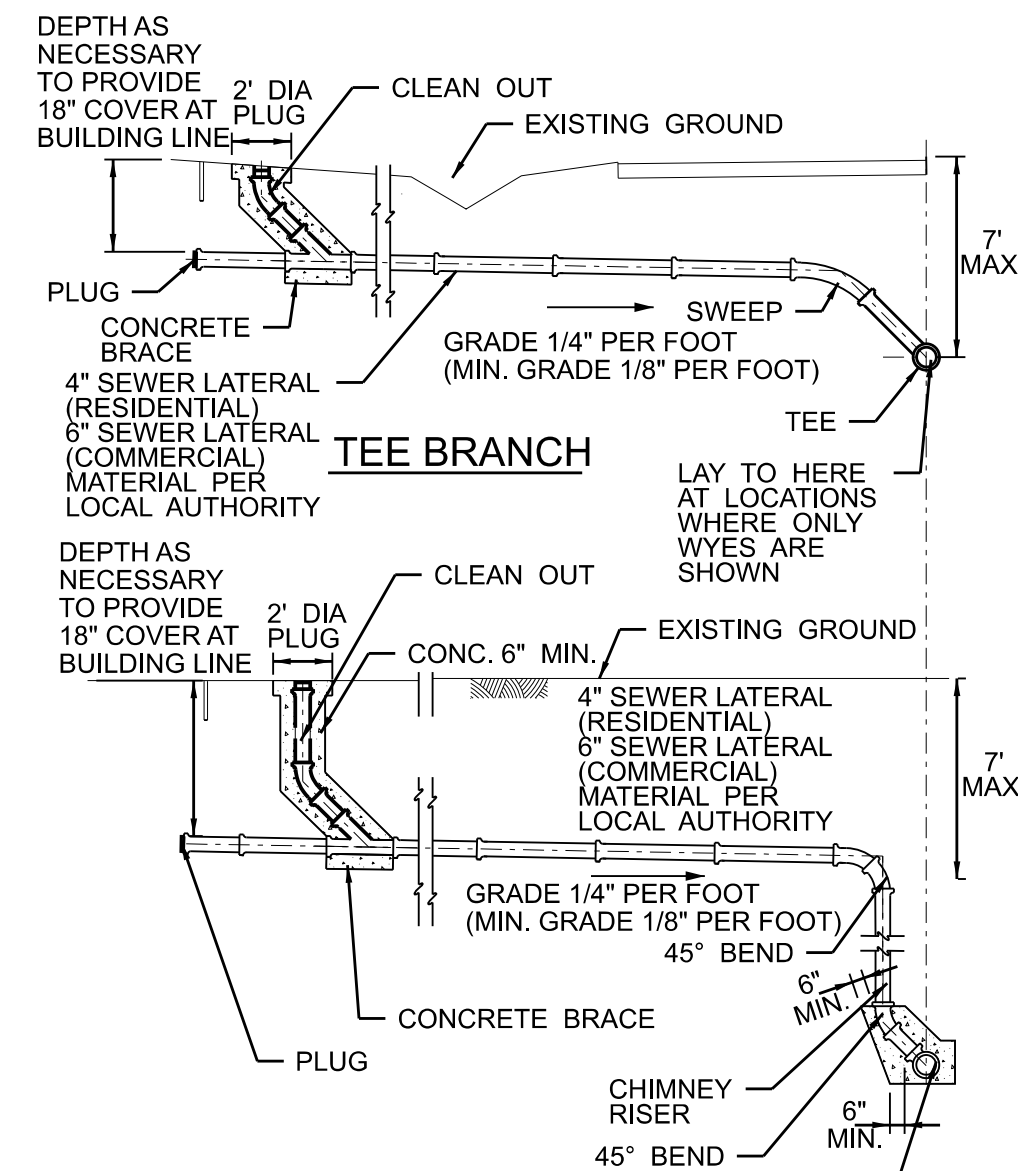 DEPTH AS
NECESSARY
TO PROVIDE
18" COVER AT
BUILDING LINE
2' DIA
PLUG
CLEAN OUT
EXISTING GROUND
7'
MAX
PLUG
CONCRETE
BRACE
SWEEP
GRADE 1/4" PER FOOT
(MIN. GRADE 1/8" PER FOOT)
4" SEWER LATERAL
(RESIDENTIAL)
6" SEWER LATERAL
(COMMERCIAL)
MATERIAL PER
LOCAL AUTHORITY
TEE
TEE BRANCH
LAY TO HERE
AT LOCATIONS
WHERE ONLY
WYES ARE
SHOWN
DEPTH AS
NECESSARY
TO PROVIDE
18" COVER AT
BUILDING LINE
2' DIA
PLUG
CLEAN OUT
CONC. 6" MIN.
EXISTING GROUND
4" SEWER LATERAL
(RESIDENTIAL)
6" SEWER LATERAL
(COMMERCIAL)
MATERIAL PER
LOCAL AUTHORITY
7'
MAX
GRADE 1/4" PER FOOT
(MIN. GRADE 1/8" PER FOOT)
45° BEND
6"
MIN.
CONCRETE BRACE
PLUG
CHIMNEY
RISER
6"
MIN.
45° BEND